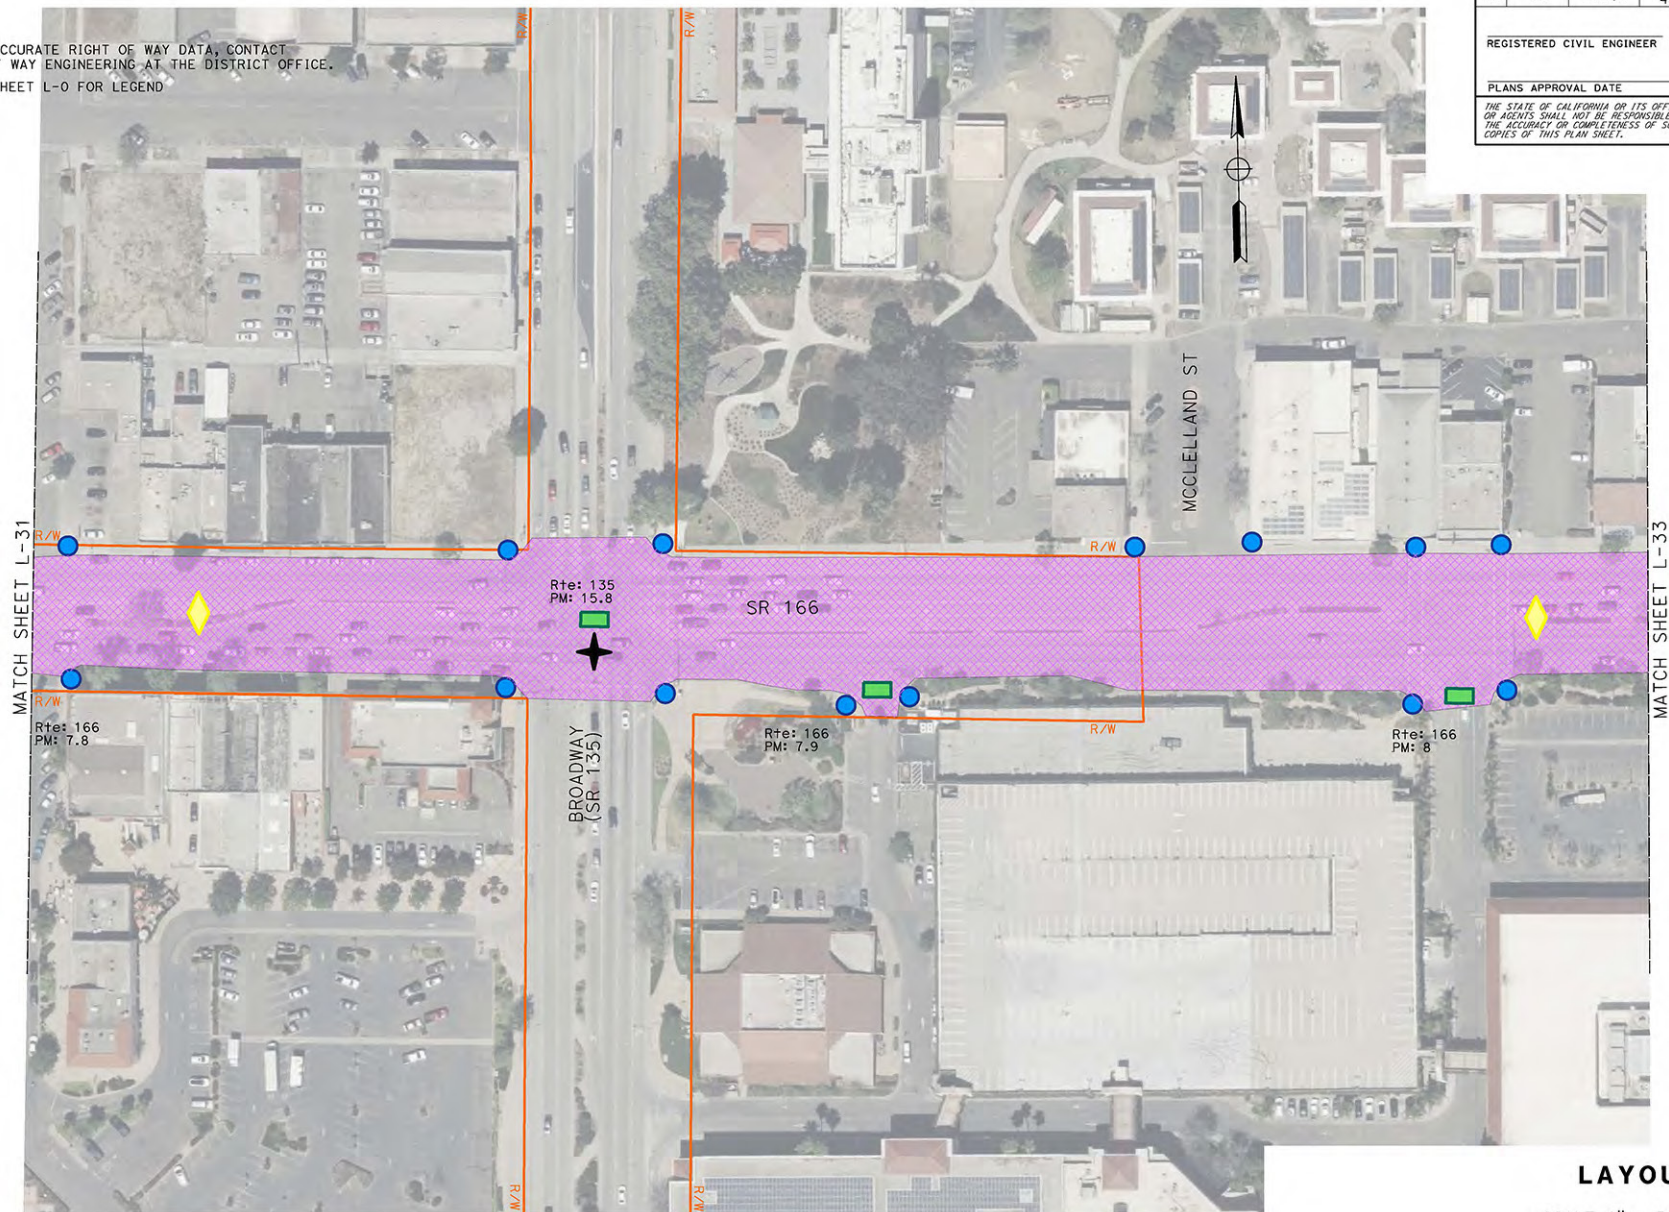 CCURATE RIGHT OF WAY DATA, CONTACT
WAY ENGINEERING AT THE DISTRICT OFFICE.
HEET L-0 FOR LEGEND
REGISTERED CIVIL ENGINEER
PLANS APPROVAL DATE
THE STATE OF CALIFORNIA OR ITS OFF
OR AGENTS SHALL NOT BE RESPONSIBLE
THE ACCURACY OR COMPLETENESS OF S
COPIES OF THIS PLAN SHEET.
R/W
R/W
MCCLELLAND ST
MATCH SHEET L-31
R/W
R/W
MATCH SHEET L-33
Rte: 135
PM: 15.8
SR 166
R/W
Rte: 166
PM: 7.8
BROADWAY
(SR 135)
Rte: 166
PM: 7.9
R/W
Rte: 166
PM: 8
R/W
R/W
LAYOU